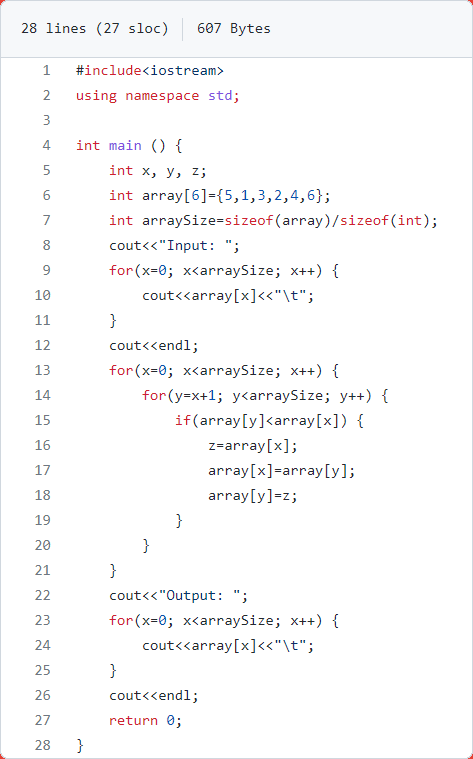 28 lines (27 sloc) 607 Bytes
1 #include<iostream>
2 using namespace std;
3
4 int main () {
5     int x, y, z;
6     int array[6]={5,1,3,2,4,6};
7     int arraySize=sizeof(array)/sizeof(int);
8     cout<<"Input: ";
9     for(x=0; x<arraySize; x++) {
10         cout<<array[x]<<"\t";
11     }
12     cout<<endl;
13     for(x=0; x<arraySize; x++) {
14         for(y=x+1; y<arraySize; y++) {
15             if(array[y]<array[x]) {
16                 z=array[x];
17                 array[x]=array[y];
18                 array[y]=z;
19             }
20         }
21     }
22     cout<<"Output: ";
23     for(x=0; x<arraySize; x++) {
24         cout<<array[x]<<"\t";
25     }
26     cout<<endl;
27     return 0;
28 }